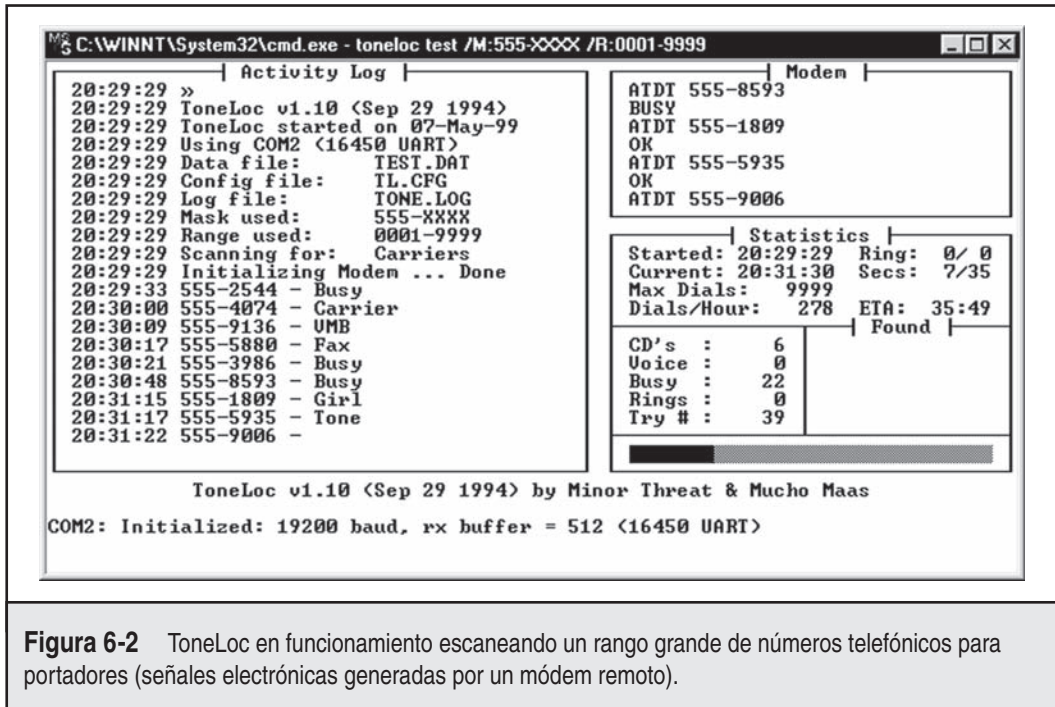 C:\WINNT\System32\cmd.exe - toneloc test /M:555-XXXX /R:0001-9999
Activity Log
20:29:29 »
20:29:29 ToneLoc v1.10 (Sep 29 1994)
20:29:29 ToneLoc started on 07-May-99
20:29:29 Using COM2 (16450 UART)
20:29:29 Data file: TEST.DAT
20:29:29 Config file: TL.CFG
20:29:29 Log file: TONE.LOG
20:29:29 Mask used: 555-XXXX
20:29:29 Range used: 0001-9999
20:29:29 Scanning for: Carriers
20:29:29 Initializing Modem ... Done
20:29:33 555-2544 - Busy
20:30:00 555-4074 - Carrier
20:30:09 555-9136 - VMB
20:30:17 555-5880 - Fax
20:30:21 555-3986 - Busy
20:30:48 555-8593 - Busy
20:31:15 555-1809 - Girl
20:31:17 555-5935 - Tone
20:31:22 555-9006 -
Modem
ATDT 555-8593
BUSY
ATDT 555-1809
OK
ATDT 555-5935
OK
ATDT 555-9006
Statistics
Started: 20:29:29 Ring: 0/ 0
Current: 20:31:30 Secs: 7/35
Max Dials: 9999
Dials/Hour: 278 ETA: 35:49
Found
CD's : 6
Voice : 0
Busy : 22
Rings : 0
Try # : 39
ToneLoc v1.10 (Sep 29 1994) by Minor Threat & Mucho Maas
COM2: Initialized: 19200 baud, rx buffer = 512 (16450 UART)
Figura 6-2 ToneLoc en funcionamiento escaneando un rango grande de números telefónicos para
portadores (señales electrónicas generadas por un módem remoto).